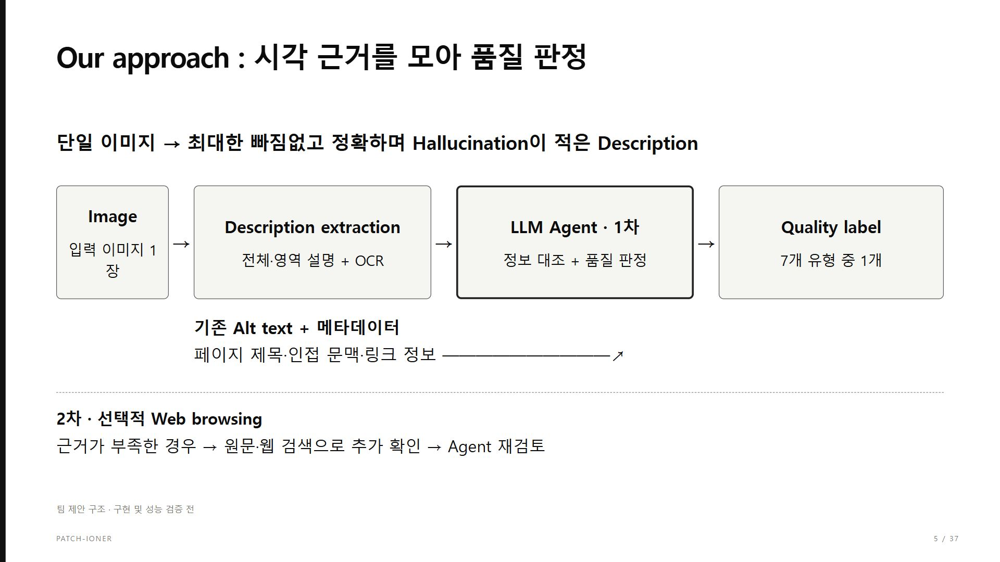 Our approach : 시각 근거를 모아 품질 판정
단일 이미지 → 최대한 빠짐없고 정확하며 Hallucination이 적은 Description
Image
입력 이미지 1
장
→
Description extraction
전체·영역 설명 + OCR
→
LLM Agent · 1차
정보 대조 + 품질 판정
→
Quality label
7개 유형 중 1개
기존 Alt text + 메타데이터
페이지 제목·인접 문맥·링크 정보 ──────────↗
2차 · 선택적 Web browsing
근거가 부족한 경우 → 원문·웹 검색으로 추가 확인 → Agent 재검토
팀 제안 구조 · 구현 및 성능 검증 전
PATCH-IONER
5 / 37